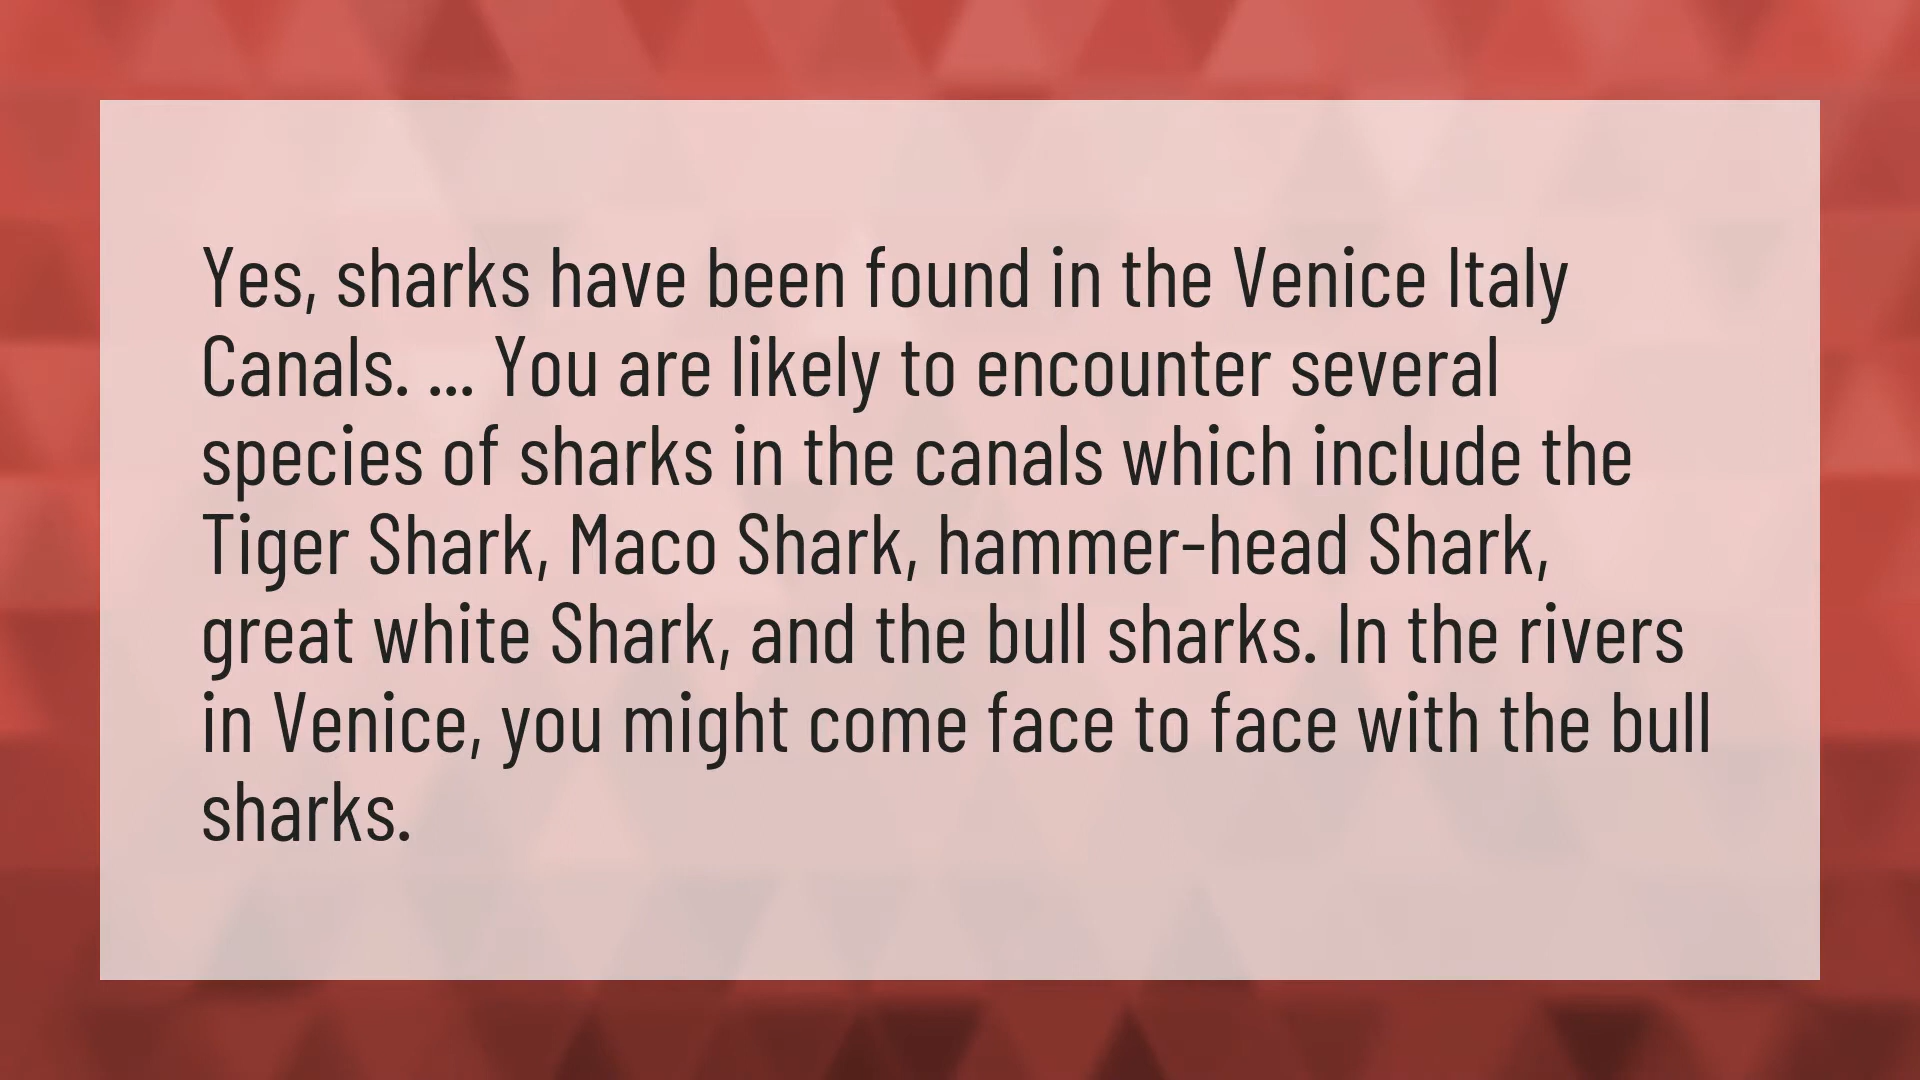 Yes, sharks have been found in the Venice Italy
Canals. ... You are likely to encounter several
species of sharks in the canals which include the
Tiger Shark, Maco Shark, hammer-head Shark,
great white Shark, and the bull sharks. In the rivers
in Venice, you might come face to face with the bull
sharks.